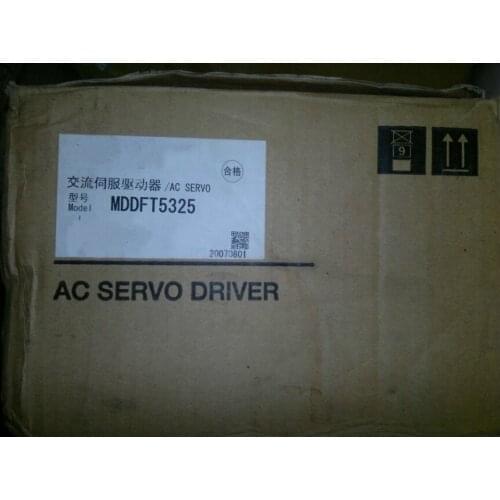 合格
9
交流伺服驱动器/AC SERVO
型号
Model MDDFT5325
20070801
AC SERVO DRIVER